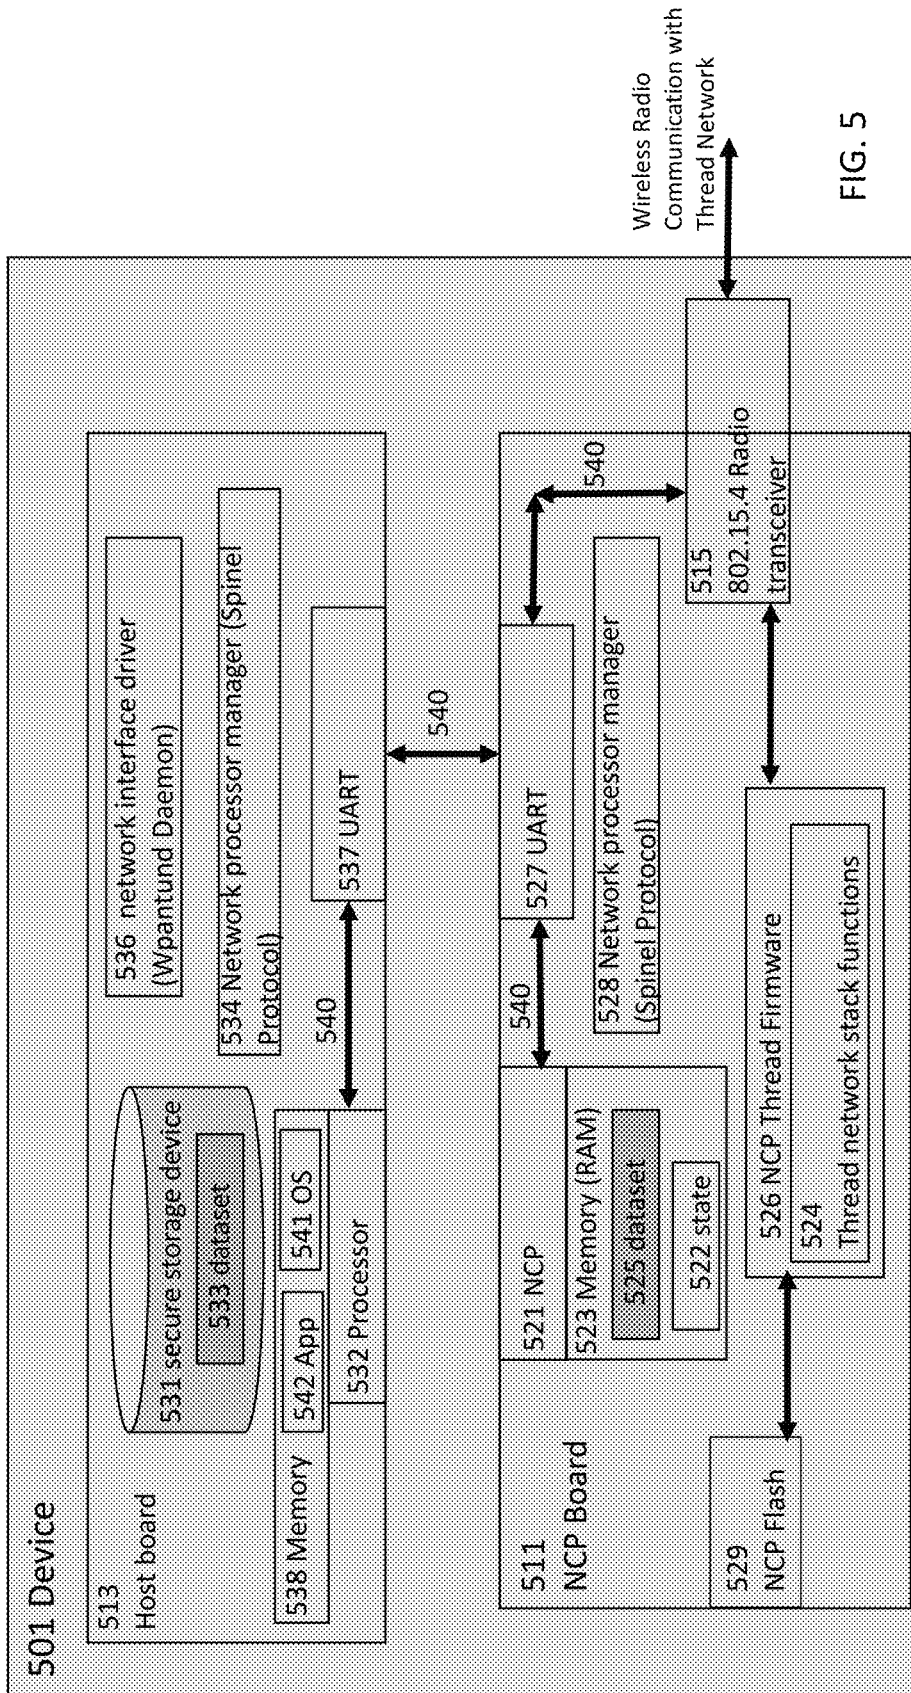 501 Device
513
Host board
531 secure storage device
533 dataset
536 network interface driver
(Wpantund Daemon)
534 Network processor manager (Spinel
Protocol)
538 Memory
542 App
541 OS
532 Processor
540
537 UART
540
511
NCP Board
521 NCP
523 Memory (RAM)
525 dataset
522 state
540
527 UART
528 Network processor manager
(Spinel Protocol)
540
515
802.15.4 Radio
transceiver
529
NCP Flash
526 NCP Thread Firmware
524
Thread network stack functions
Wireless Radio
Communication with
Thread Network
FIG. 5